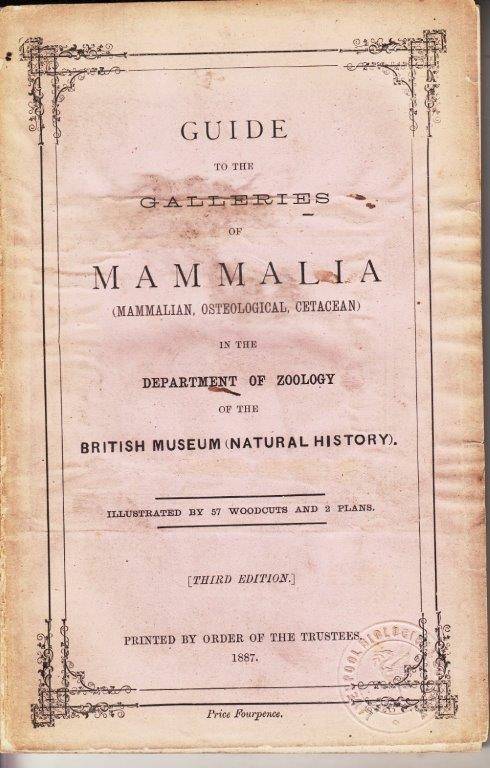 GUIDE
TO THE
GALLERIES
OF
MAMMALIA
(MAMMALIAN, OSTEOLOGICAL, CETACEAN)
IN THE
DEPARTMENT OF ZOOLOGY
OF THE
BRITISH MUSEUM (NATURAL HISTORY).
ILLUSTRATED BY 57 WOODCUTS AND 2 PLANS.
[THIRD EDITION.]
PRINTED BY ORDER OF THE TRUSTEES.
1887.
Price Fourpence.